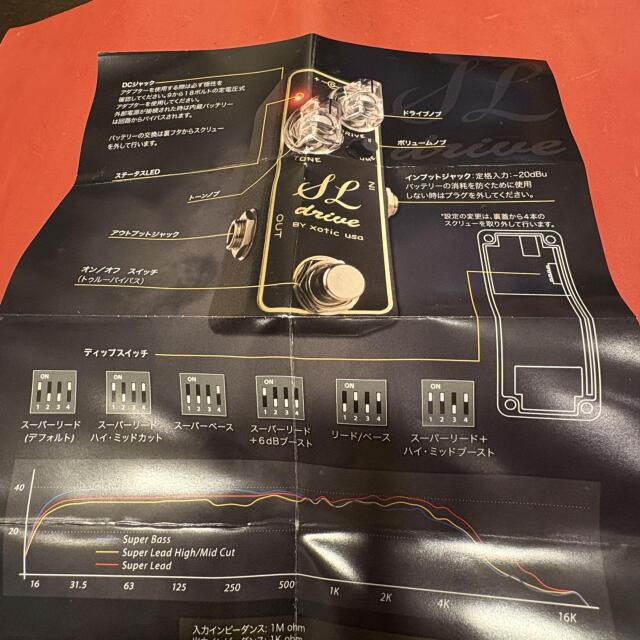 DCジャック
アダプターを使用する際は必ず極性を
確認してください。9から18ボルトの定電圧式
アダプターを使用してください。
外部電源が接続された時は内蔵バッテリー
は回路からバイパスされます。
バッテリーの交換は裏フタからスクリュー
を外して行います。
ステータスLED
トーンノブ
アウトプットジャック
オン／オフ スイッチ
(トゥルーバイパス)
DRIVE
TONE
IN
OUT
SL
drive
BY Xotic usa
SL
drive
ドライブノブ
ボリュームノブ
インプットジャック: 定格入力: -20dBu
バッテリーの消耗を防ぐために使用
しない時はプラグを外してください。
*設定の変更は、裏蓋から4本の
スクリューを取り外して行います。
ディップスイッチ
ON
1 2 3 4
スーパーリード
(デフォルト)
ON
1 2 3 4
スーパーリード
ハイ・ミッドカット
ON
1 2 3 4
スーパーベース
ON
1 2 3 4
スーパーリード
+6dBブースト
ON
1 2 3 4
リード/ベース
ON
1 2 3 4
スーパーリード+
ハイ・ミッドブースト
40
20
Super Bass
Super Lead High/Mid Cut
Super Lead
16 31.5 63 125 250 500 1K 2K 4K 16K
入力インピーダンス: 1M ohm
出力インピーダンス: 1K ohm